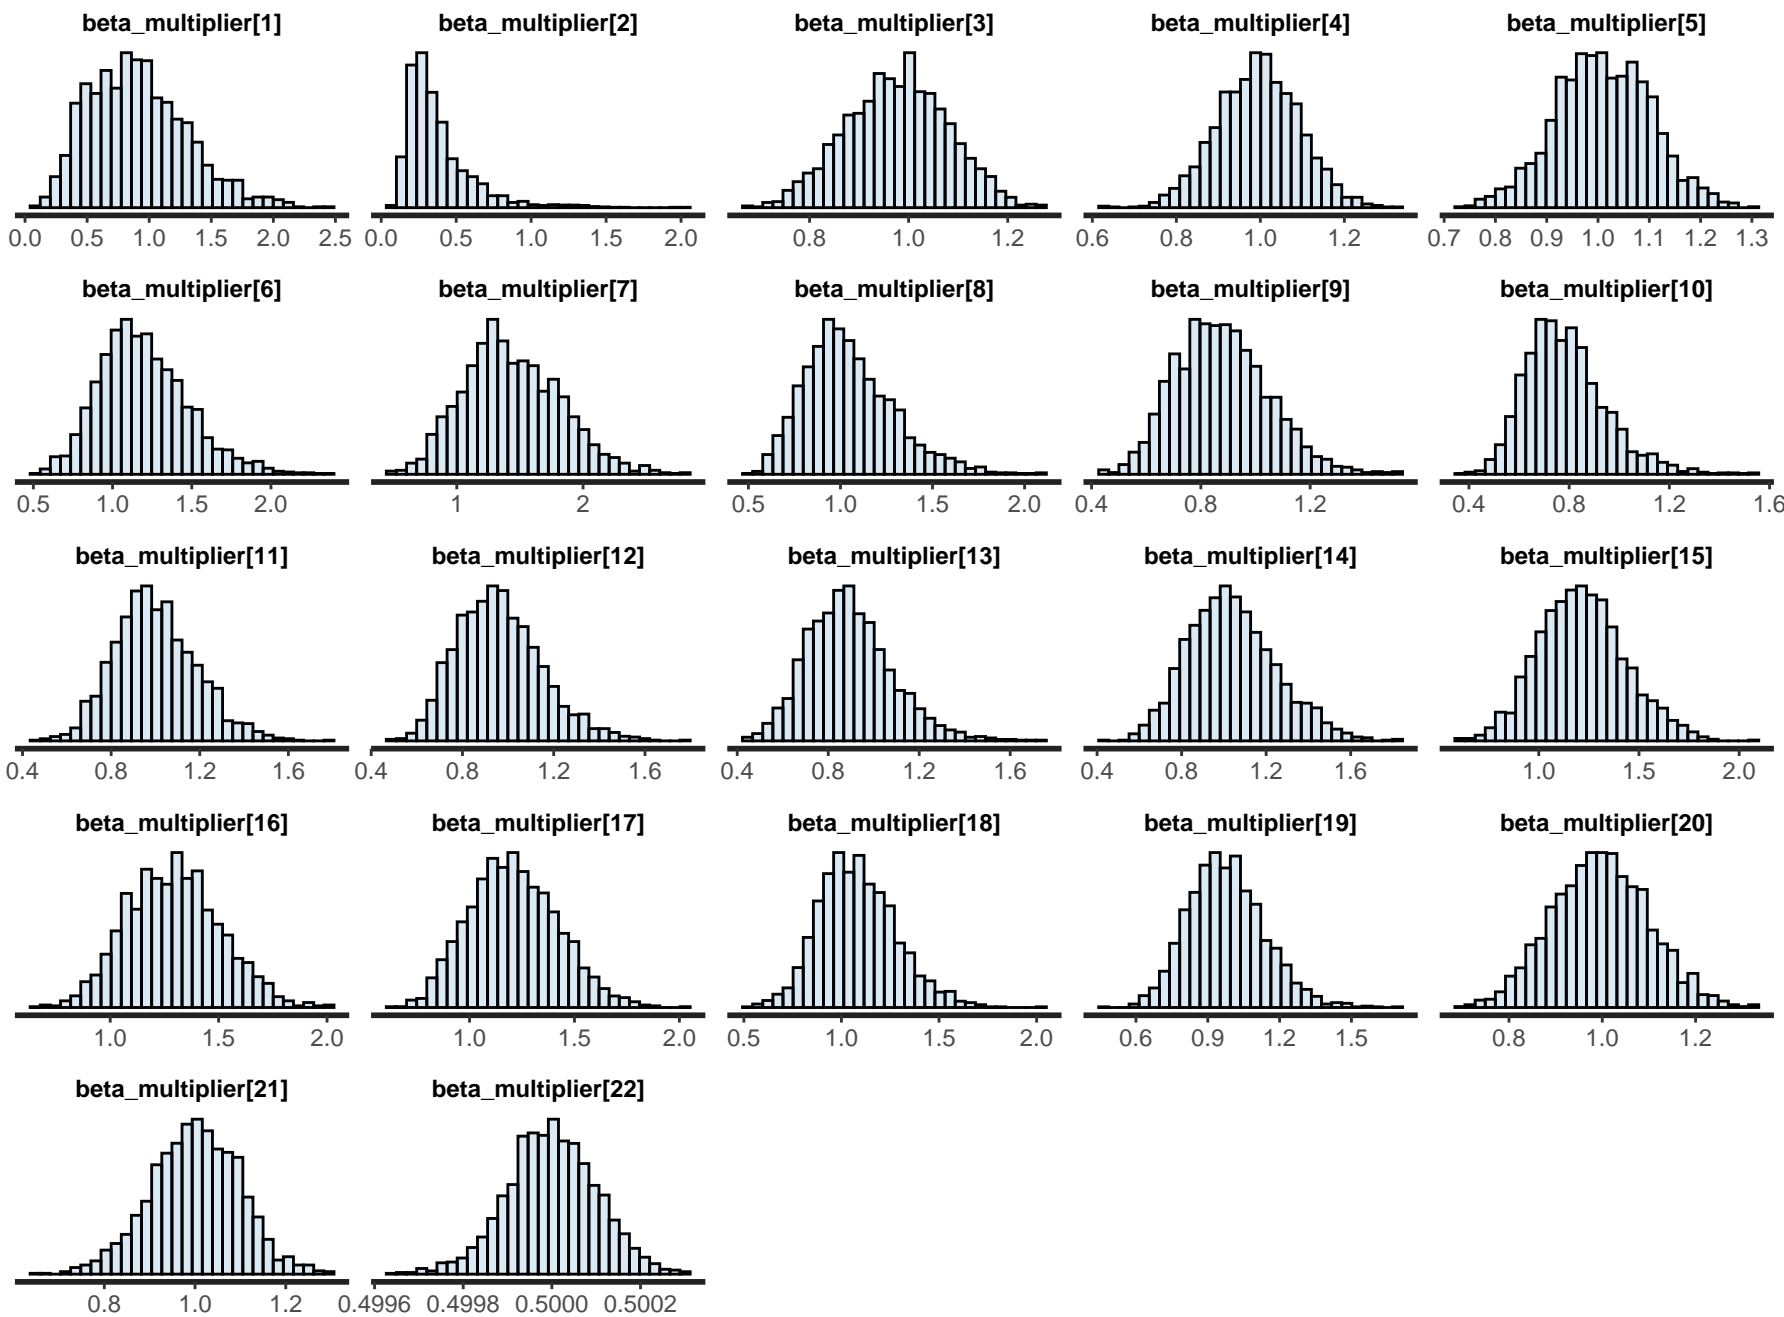 beta_multiplier[1] beta_multiplier[2] beta_multiplier[3] beta_multiplier[4] beta_multiplier[5]
0.0 0.5 1.0 1.5 2.0 2.5 0.0 0.5 1.0 1.5 2.0 0.8 1.0 1.2 0.6 0.8 1.0 1.2 0.7 0.8 0.9 1.0 1.1 1.2 1.3
beta_multiplier[6] beta_multiplier[7] beta_multiplier[8] beta_multiplier[9] beta_multiplier[10]
0.5 1.0 1.5 2.0 1 2 0.5 1.0 1.5 2.0 0.4 0.8 1.2 0.4 0.8 1.2 1.6
beta_multiplier[11] beta_multiplier[12] beta_multiplier[13] beta_multiplier[14] beta_multiplier[15]
0.4 0.8 1.2 1.6 0.4 0.8 1.2 1.6 0.4 0.8 1.2 1.6 0.4 0.8 1.2 1.6 1.0 1.5 2.0
beta_multiplier[16] beta_multiplier[17] beta_multiplier[18] beta_multiplier[19] beta_multiplier[20]
1.0 1.5 2.0 1.0 1.5 2.0 0.5 1.0 1.5 2.0 0.6 0.9 1.2 1.5 0.8 1.0 1.2
beta_multiplier[21] beta_multiplier[22]
0.8 1.0 1.2 0.4996 0.4998 0.5000 0.5002